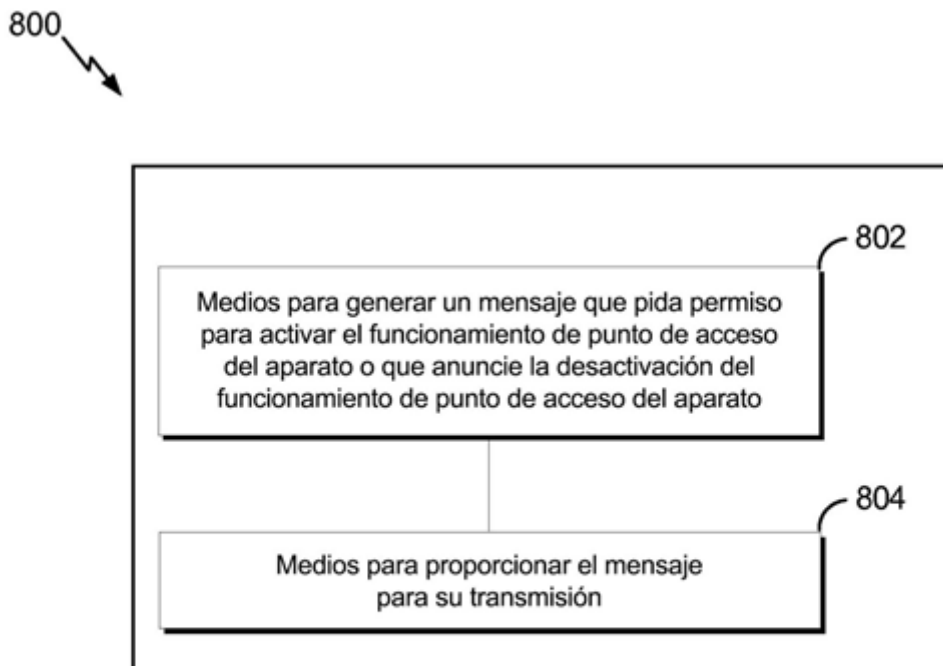 800
802
Medios para generar un mensaje que pida permiso
para activar el funcionamiento de punto de acceso
del aparato o que anuncie la desactivación del
funcionamiento de punto de acceso del aparato
804
Medios para proporcionar el mensaje
para su transmisión